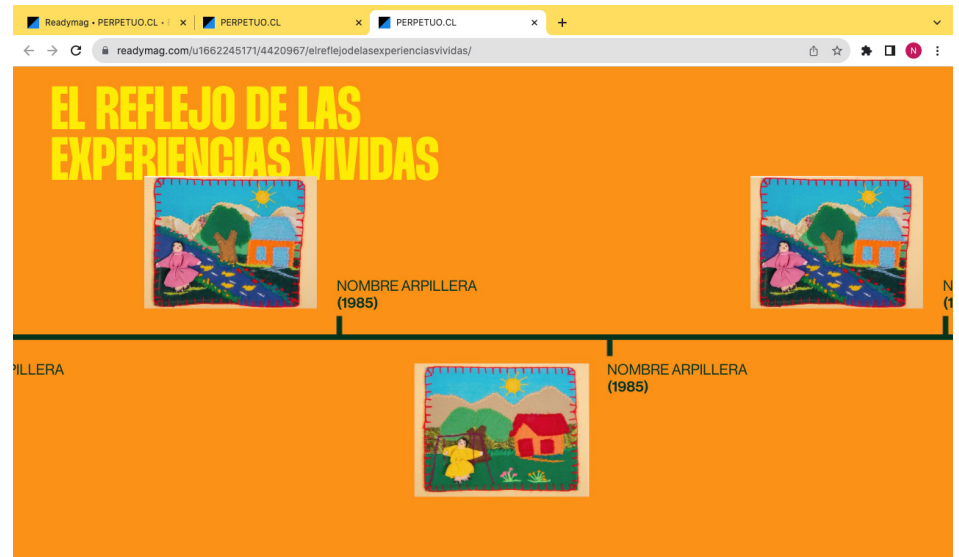 Readymag • PERPETUO.CL •
PERPETUO.CL
PERPETUO.CL
readymag.com/u1662245171/4420967/elreflejodelasexperienciasvividas/
N
EL REFLEJO DE LAS
EXPERIENCIAS VIVIDAS
NOMBRE ARPILLERA
(1985)
N
(1
PILLERA
NOMBRE ARPILLERA
(1985)